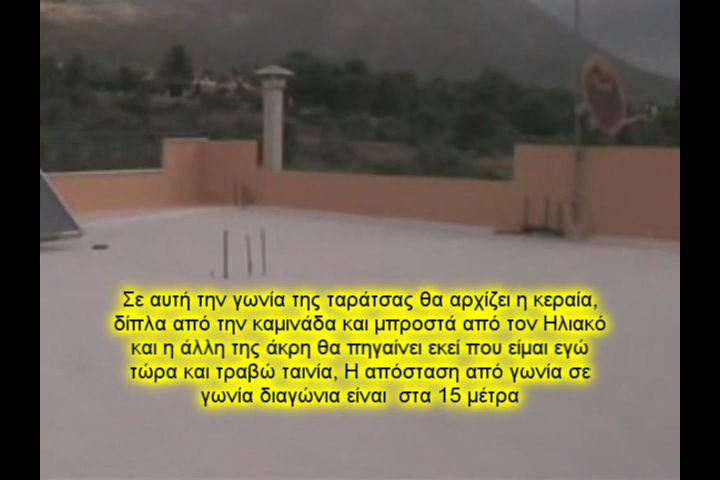 Σε αυτή την γωνία της ταράτσας θα αρχίζει η κεραία,
δίπλα από την καμινάδα και μπροστά από τον Ηλιακό
και η άλλη της άκρη θα πηγαίνει εκεί που είμαι εγώ
τώρα και τραβώ ταινία, Η απόσταση από γωνία σε
γωνία διαγώνια είναι στα 15 μέτρα